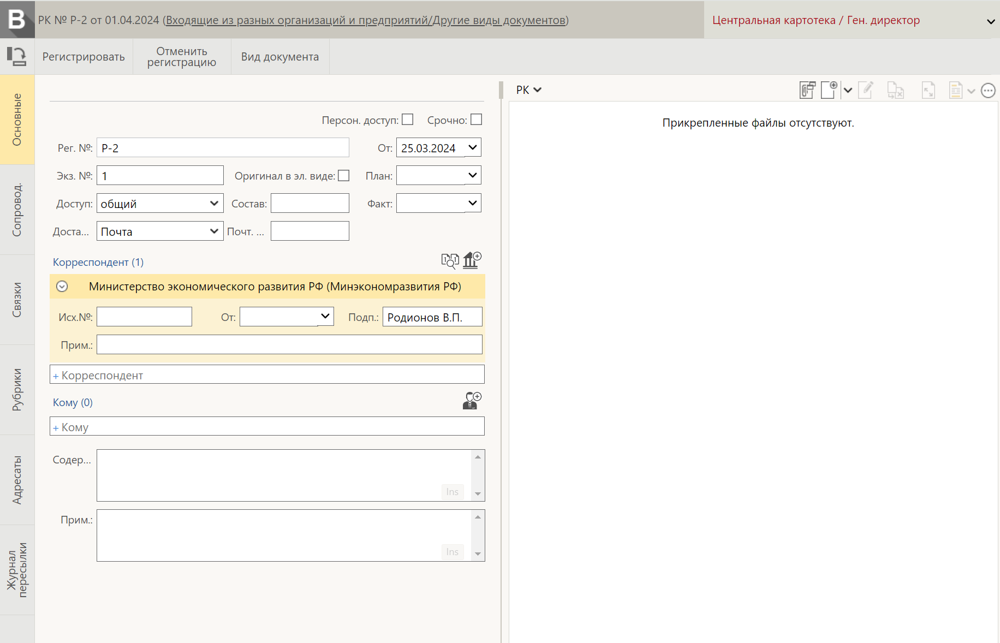 B
РК № Р-2 от 01.04.2024 (Входящие из разных организаций и предприятий/Другие виды документов)
Центральная картотека / Ген. директор
Регистрировать
Отменить
регистрацию
Вид документа
Основные
Сопровод.
Связки
Рубрики
Адресаты
Журнал
пересылки
Персон. доступ:
Срочно:
Рег. №: Р-2
От: 25.03.2024
Экз. №: 1
Оригинал в эл. виде:
План:
Доступ: общий
Состав:
Факт:
Доста... Почта
Почт. ...
Корреспондент (1)
Министерство экономического развития РФ (Минэкономразвития РФ)
Исх.№:
От:
Подп.: Родионов В.П.
Прим.:
+ Корреспондент
Кому (0)
+ Кому
Содер...
Ins
Прим.:
Ins
РК
Прикрепленные файлы отсутствуют.